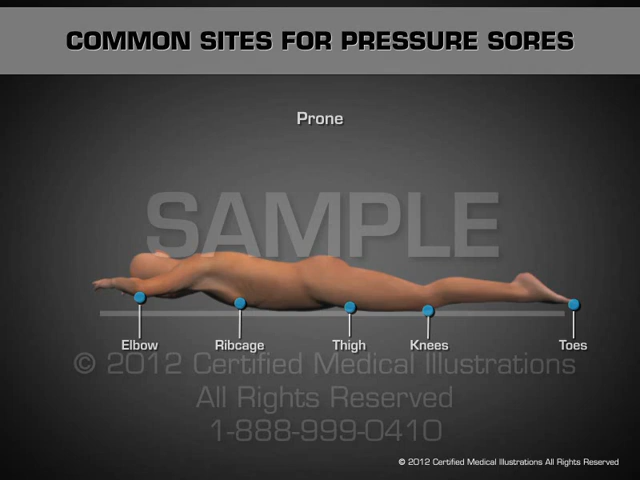 COMMON SITES FOR PRESSURE SORES
Prone
SAMPLE
Elbow Ribcage Thigh Knees Toes
© 2012 Certified Medical Illustrations
All Rights Reserved
1-888-999-0410
© 2012 Certified Medical Illustrations All Rights Reserved